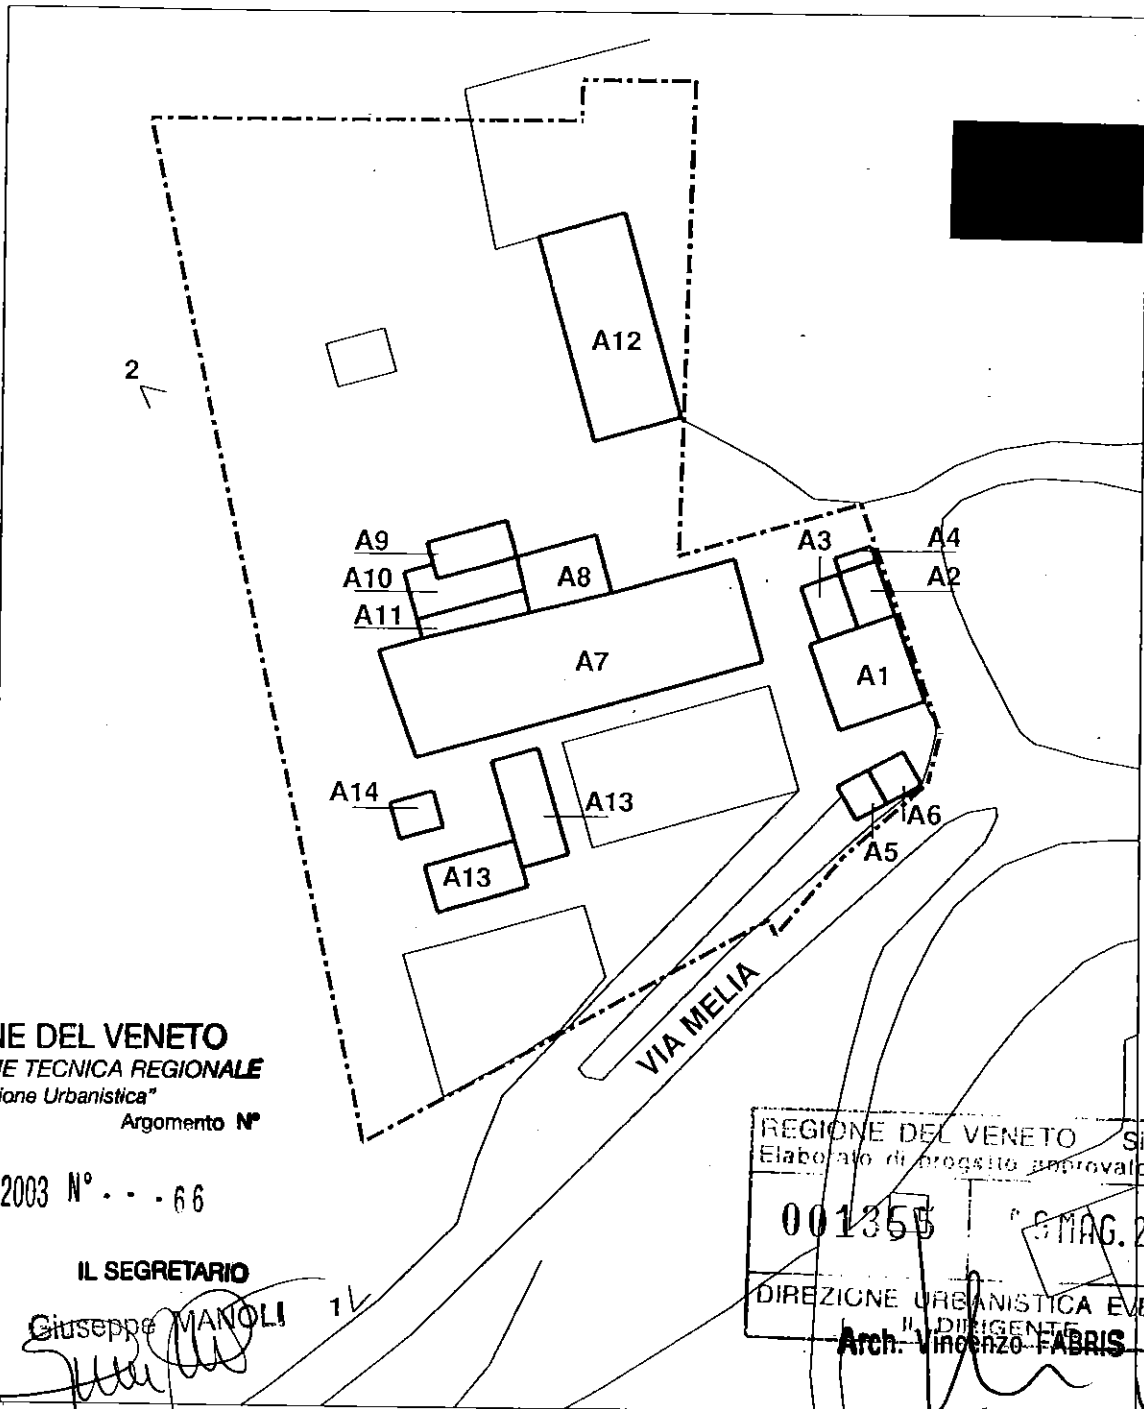 2
A12
A9
A10
A11
A8
A7
A3
A4
A2
A1
A14
A13
A13
A6
A5
VIA MELIA
NE DEL VENETO
E TECNICA REGIONALE
ione Urbanistica"
Argomento N°
2003 N° - - - 66
IL SEGRETARIO
Giuseppe MANOLI
1
REGIONE DEL VENETO
Elaborato di progetto approvato
001355
MAG. 2
DIREZIONE URBANISTICA
IL DIRIGENTE
Arch. Vincenzo FABRIS